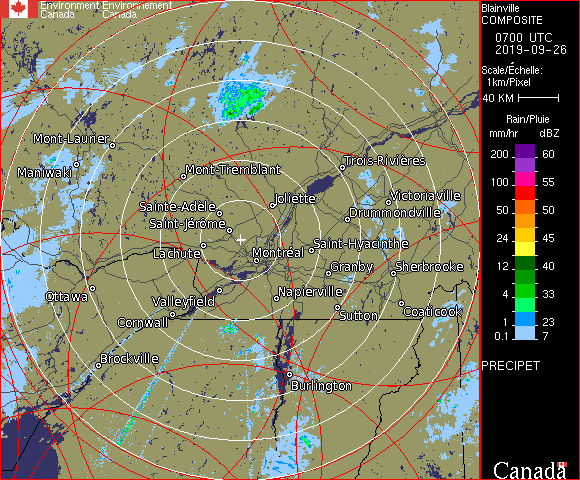 Environment Environnement
Canada Canada
Blainville
COMPOSITE
0700 UTC
2019-09-26
Scale/Échelle:
1km/Pixel
40 KM
Rain/Pluie
mm/hr dBZ
200 60
150 57
100 55
50 50
24 45
12 40
4 33
1 23
0.1 7
PRECIPET
Canada
Mont-Laurier
Maniwaki
Mont-Tremblant
Trois-Rivières
Sainte-Adèle
Joliette
Victoriaville
Saint-Jérôme
Drummondville
Lachute
Montréal
Saint-Hyacinthe
Granby
Sherbrooke
Ottawa
Valleyfield
Napierville
Cornwall
Sutton
Coaticook
Brockville
Burlington